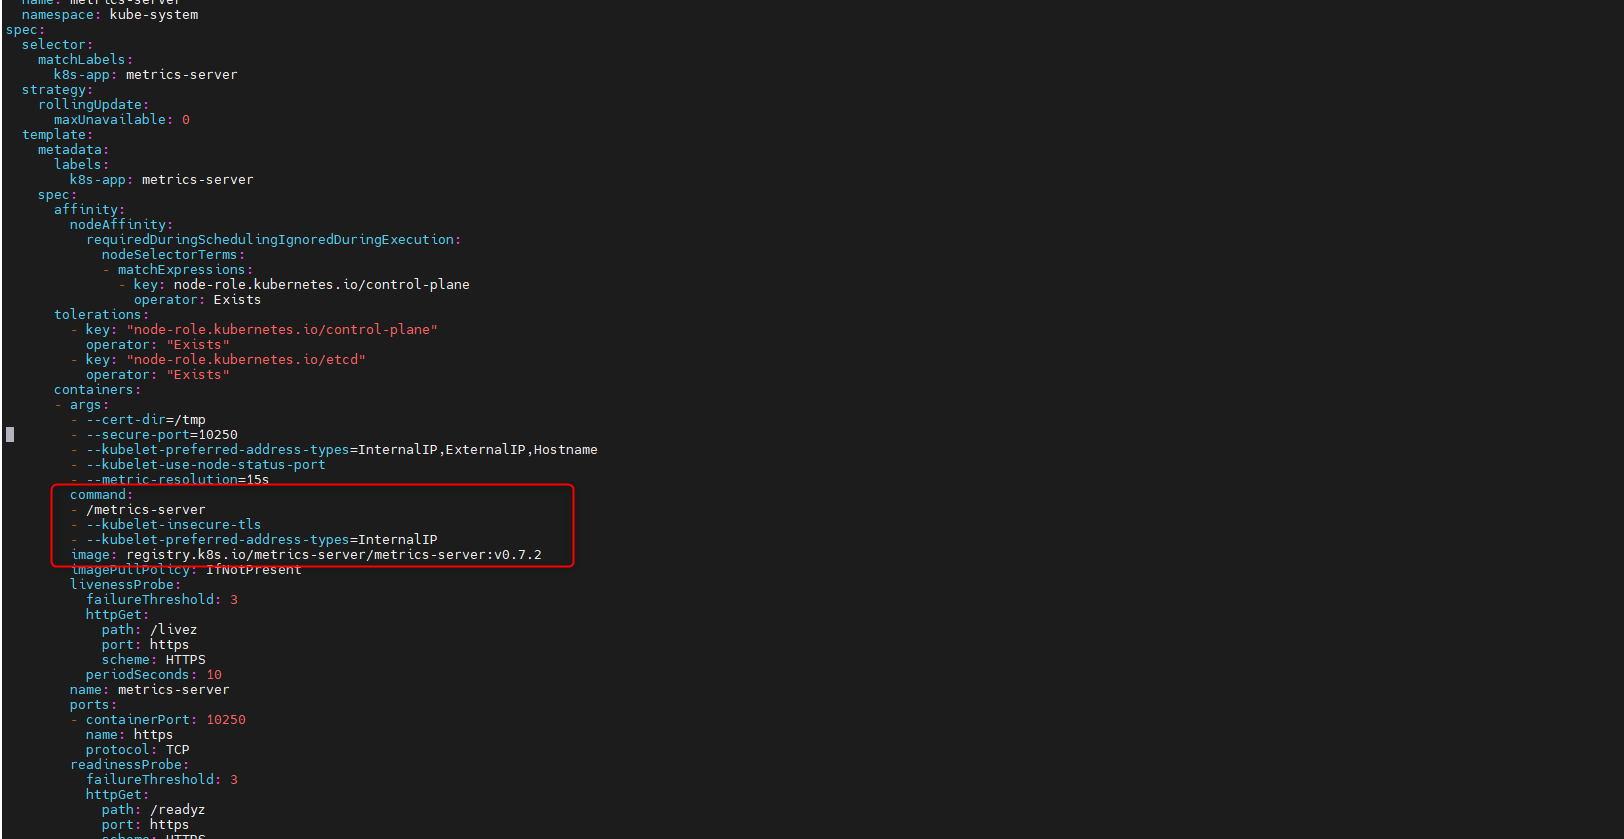 name: metrics-server
namespace: kube-system
spec:
selector:
matchLabels:
k8s-app: metrics-server
strategy:
rollingUpdate:
maxUnavailable: 0
template:
metadata:
labels:
k8s-app: metrics-server
spec:
affinity:
nodeAffinity:
requiredDuringSchedulingIgnoredDuringExecution:
nodeSelectorTerms:
- matchExpressions:
- key: node-role.kubernetes.io/control-plane
operator: Exists
tolerations:
- key: "node-role.kubernetes.io/control-plane"
operator: "Exists"
- key: "node-role.kubernetes.io/etcd"
operator: "Exists"
containers:
- args:
- --cert-dir=/tmp
- --secure-port=10250
- --kubelet-preferred-address-types=InternalIP,ExternalIP,Hostname
- --kubelet-use-node-status-port
- --metric-resolution=15s
command:
- /metrics-server
- --kubelet-insecure-tls
- --kubelet-preferred-address-types=InternalIP
image: registry.k8s.io/metrics-server/metrics-server:v0.7.2
imagePullPolicy: IfNotPresent
livenessProbe:
failureThreshold: 3
httpGet:
path: /livez
port: https
scheme: HTTPS
periodSeconds: 10
name: metrics-server
ports:
- containerPort: 10250
name: https
protocol: TCP
readinessProbe:
failureThreshold: 3
httpGet:
path: /readyz
port: https
scheme: HTTPS